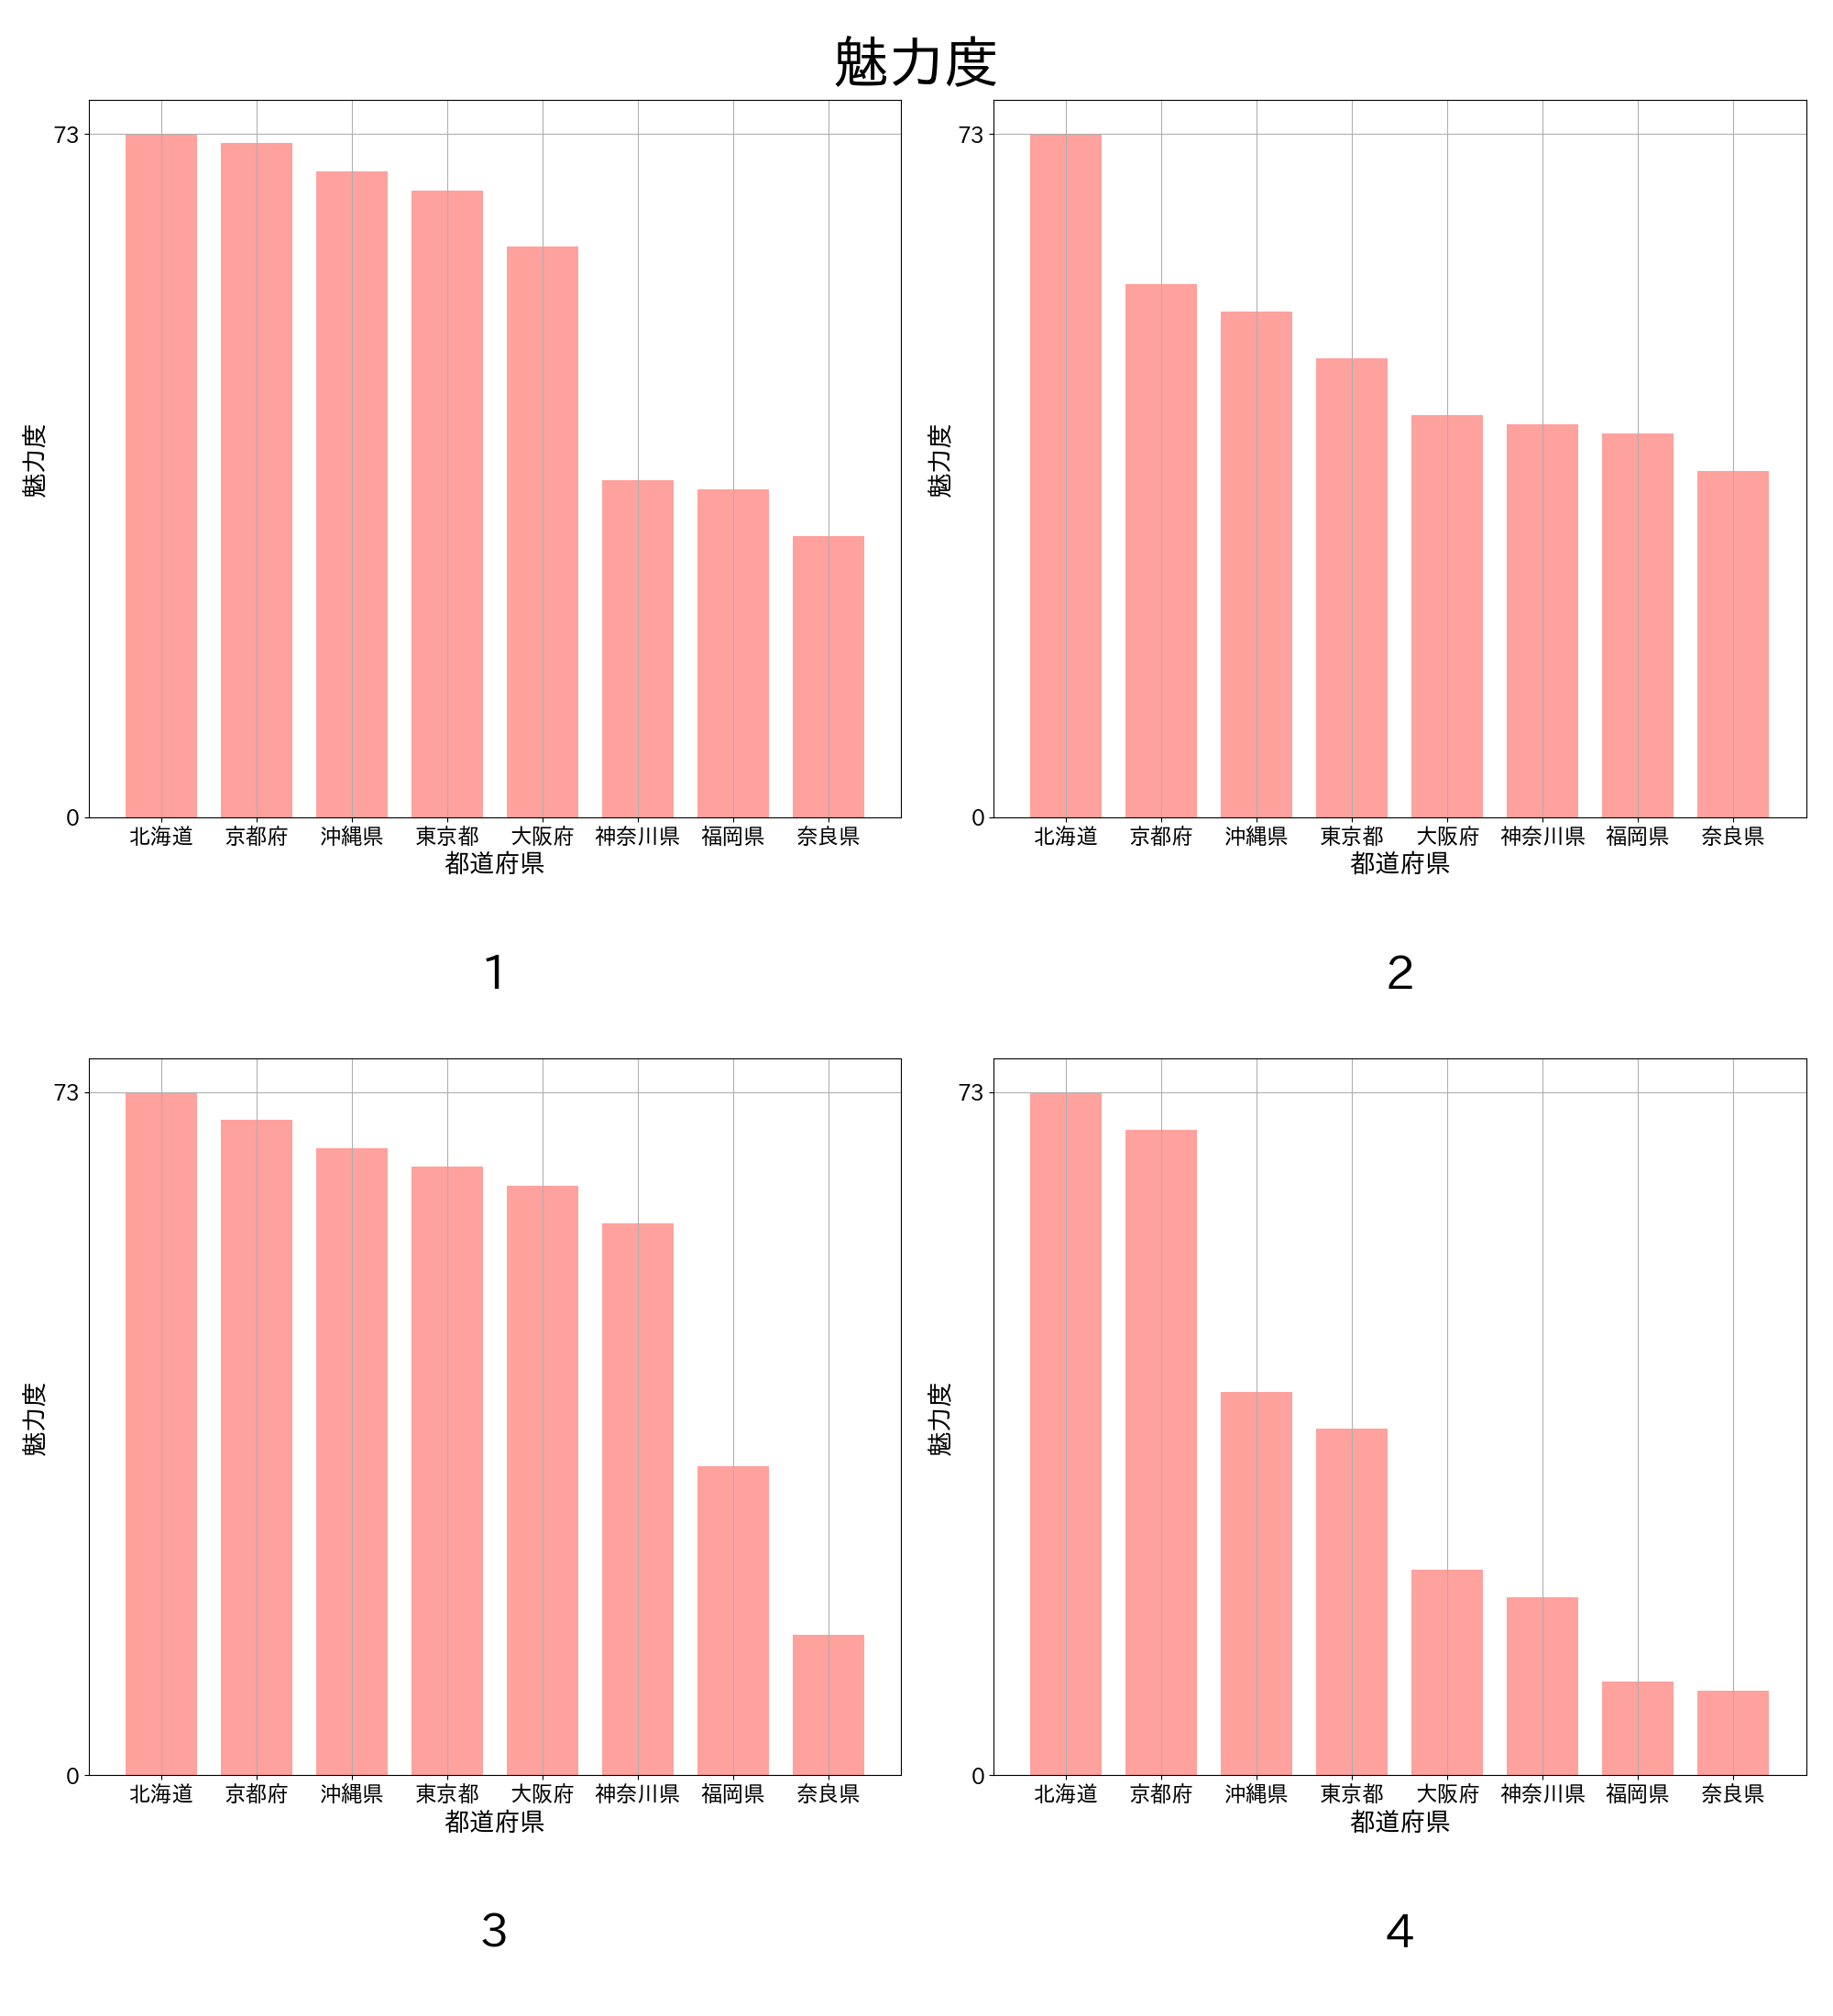 魅力度
73
0
魅力度
北海道 京都府 沖縄県 東京都 大阪府 神奈川県 福岡県 奈良県
都道府県
1
73
0
魅力度
北海道 京都府 沖縄県 東京都 大阪府 神奈川県 福岡県 奈良県
都道府県
2
73
0
魅力度
北海道 京都府 沖縄県 東京都 大阪府 神奈川県 福岡県 奈良県
都道府県
3
73
0
魅力度
北海道 京都府 沖縄県 東京都 大阪府 神奈川県 福岡県 奈良県
都道府県
4